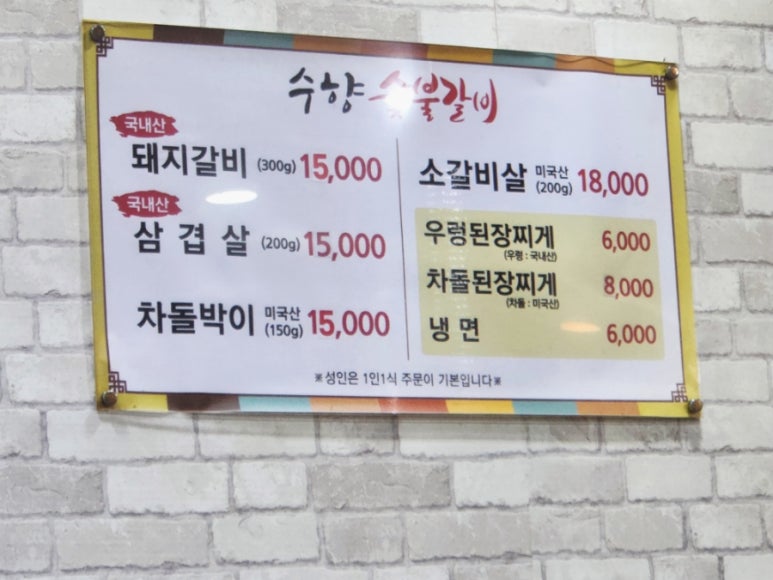 수향 숯불갈비
국내산
돼지갈비 (300g) 15,000
국내산
삼겹살 (200g) 15,000
차돌박이 미국산 (150g) 15,000
소갈비살 미국산 (200g) 18,000
우렁된장찌게 6,000
(우렁 : 국내산)
차돌된장찌게 8,000
(차돌 : 미국산)
냉면 6,000
※성인은 1인1식 주문이 기본입니다※